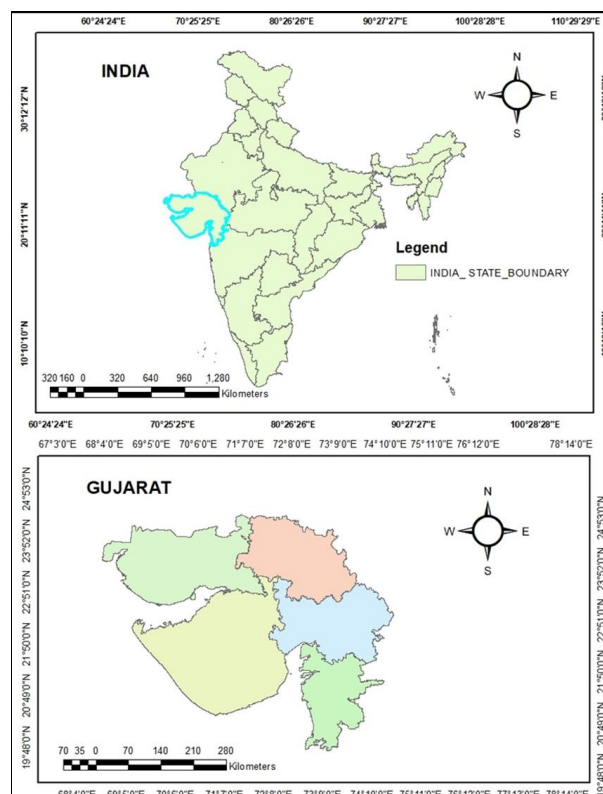 60°24'24"E 70°25'25"E 80°26'26"E 90°27'27"E 100°28'28"E 110°29'29"E
INDIA
N
W E
S
30°12'12"N
20°11'11"N
10°10'10"N
Legend
INDIA_STATE_BOUNDARY
320 160 0 320 640 960 1,280
Kilometers
60°24'24"E 70°25'25"E 80°26'26"E 90°27'27"E 100°28'28"E
67°3'0"E 68°4'0"E 69°5'0"E 70°6'0"E 71°7'0"E 72°8'0"E 73°9'0"E 74°10'0"E 75°11'0"E 76°12'0"E 78°14'0"E
GUJARAT
N
W E
S
24°53'0"N
23°52'0"N
22°51'0"N
21°50'0"N
20°49'0"N
19°48'0"N
70 35 0 70 140 210 280
Kilometers